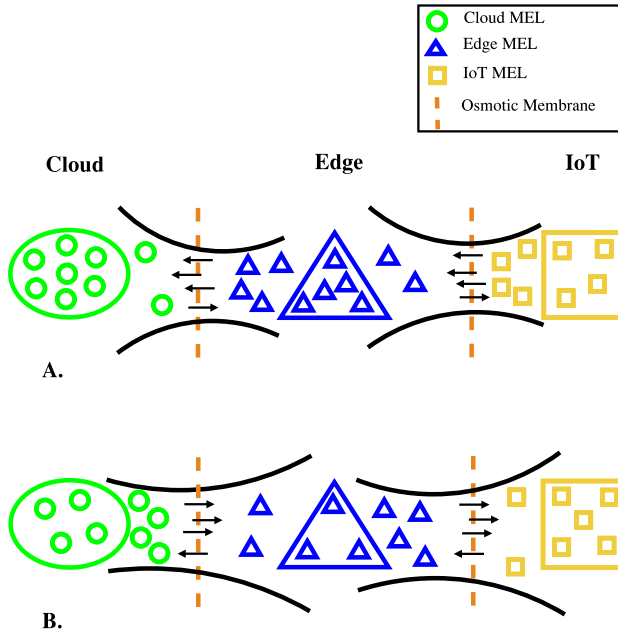 Cloud MEL
Edge MEL
IoT MEL
Osmotic Membrane
Cloud
Edge
IoT
A.
B.